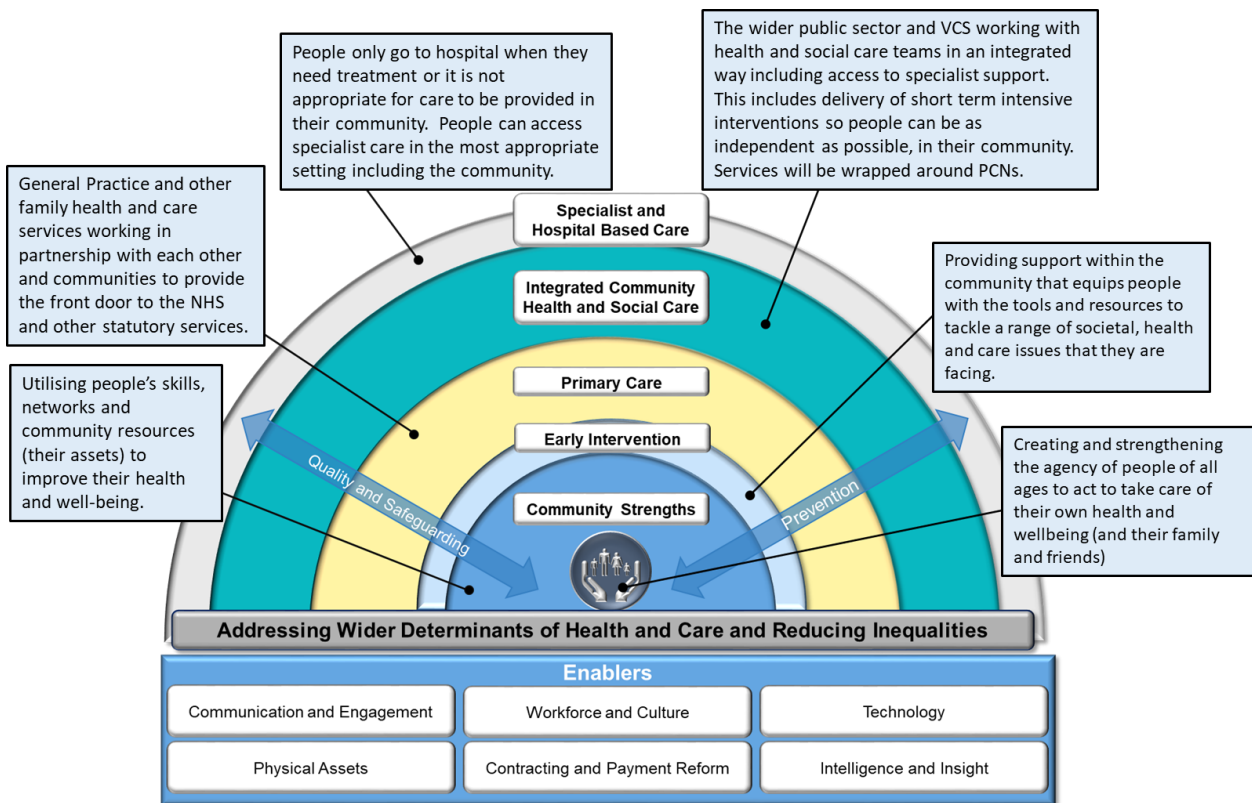 People only go to hospital when they
need treatment or it is not
appropriate for care to be provided in
their community.  People can access
specialist care in the most appropriate
setting including the community.
The wider public sector and VCS working with
health and social care teams in an integrated
way including access to specialist support.
This includes delivery of short term intensive
interventions so people can be as
independent as possible, in their community.
Services will be wrapped around PCNs.
General Practice and other
family health and care
services working in
partnership with each other
and communities to provide
the front door to the NHS
and other statutory services.
Utilising people's skills,
networks and
community resources
(their assets) to
improve their health
and well-being.
Providing support within the
community that equips people
with the tools and resources to
tackle a range of societal, health
and care issues that they are
facing.
Creating and strengthening
the agency of people of all
ages to act to take care of
their own health and
wellbeing (and their family
and friends)
Specialist and
Hospital Based Care
Integrated Community
Health and Social Care
Primary Care
Early Intervention
Community Strengths
Quality and Safeguarding
Prevention
Addressing Wider Determinants of Health and Care and Reducing Inequalities
Enablers
Communication and Engagement
Workforce and Culture
Technology
Physical Assets
Contracting and Payment Reform
Intelligence and Insight